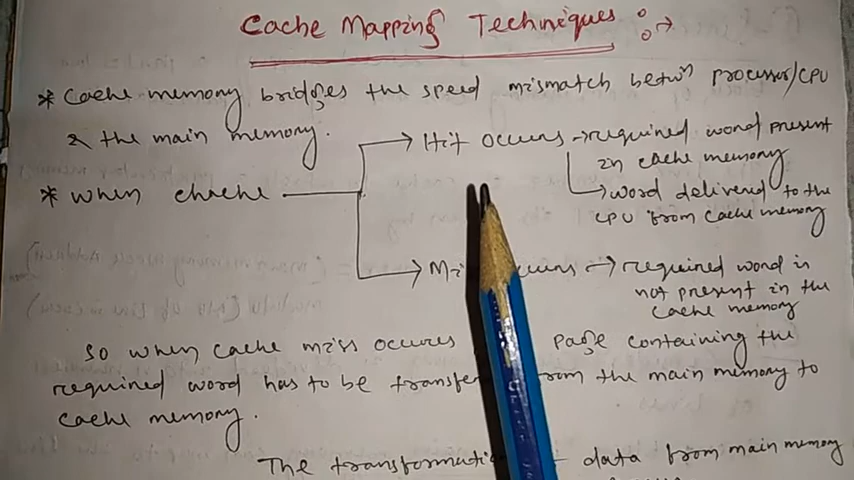 Cache Mapping Techniques :→
* Cache memory bridges the speed mismatch betwn processor/CPU
& the main memory.
Hit occurs → required word present
in cache memory
* when chache
→ word delivered to the
CPU from cache memory
→ required word is
not present in the
cache memory
So when cache miss occures page containing the
required word has to be from the main memory to
cache memory.
The data from main memory